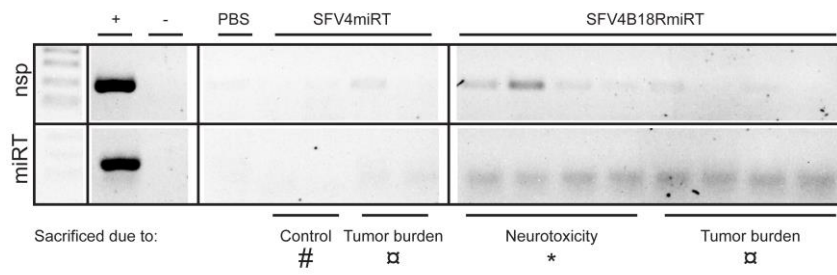 + - PBS SFV4miRT SFV4B18RmiRT
nsp
miRT
Sacrificed due to: Control Tumor burden Neurotoxicity Tumor burden
# ¤ * ¤